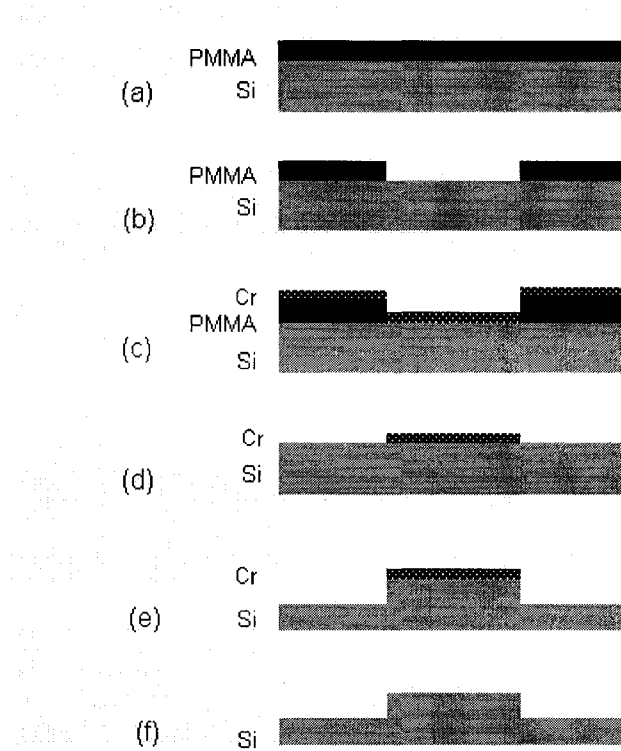 PMMA
(a) Si
PMMA
(b) Si
Cr
PMMA
(c) Si
Cr
(d) Si
Cr
(e) Si
(f) Si